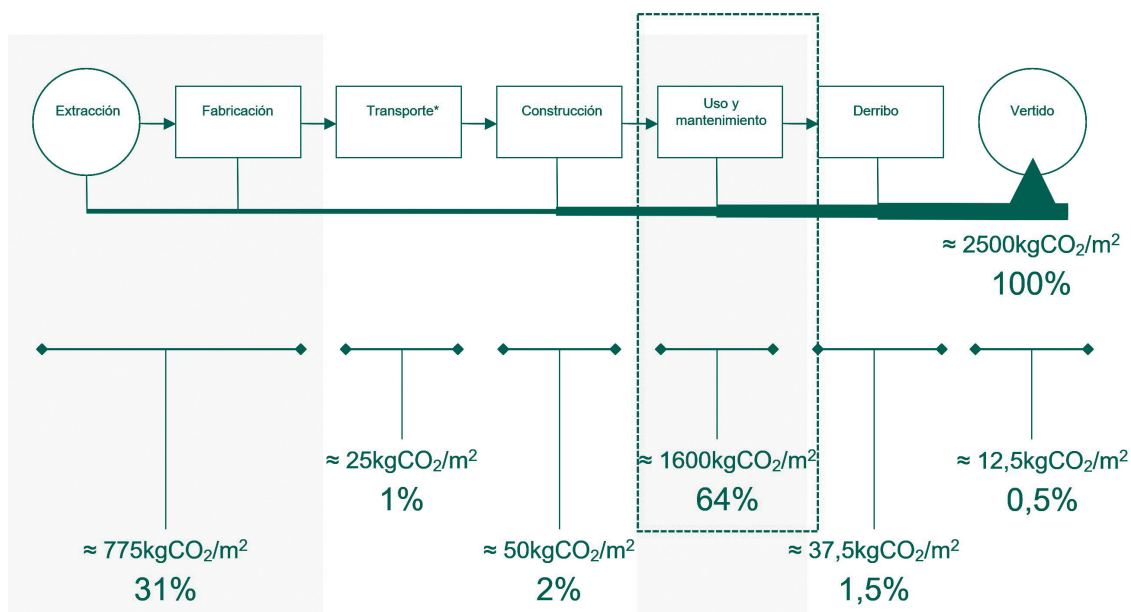 Extracción
Fabricación
Transporte*
Construcción
Uso y
mantenimiento
Derribo
Vertido
≈ 2500kgCO₂/m²
100%
≈ 25kgCO₂/m²
1%
≈ 1600kgCO₂/m²
64%
≈ 12,5kgCO₂/m²
0,5%
≈ 775kgCO₂/m²
31%
≈ 50kgCO₂/m²
2%
≈ 37,5kgCO₂/m²
1,5%